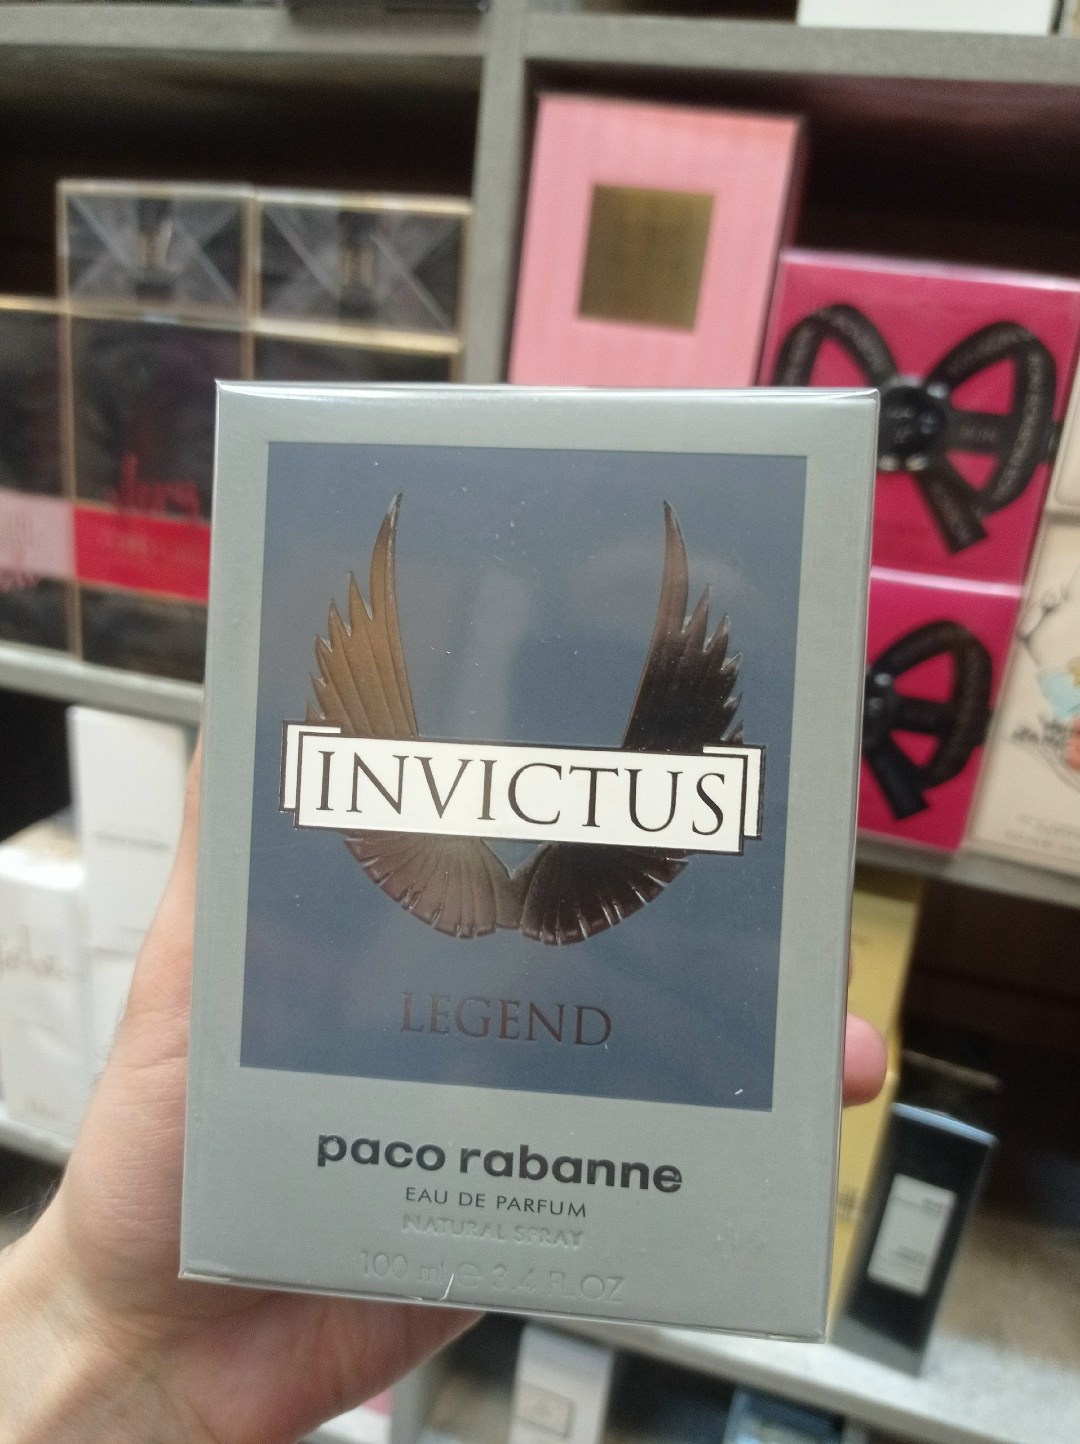 INVICTUS
LEGEND
paco rabanne
EAU DE PARFUM
NATURAL SPRAY
100 ml e 3.4 FL.OZ